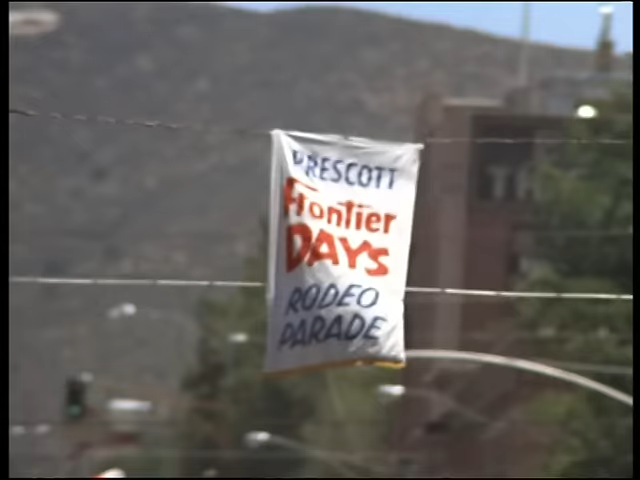 PRESCOTT
Frontier
DAYS
RODEO
PARADE